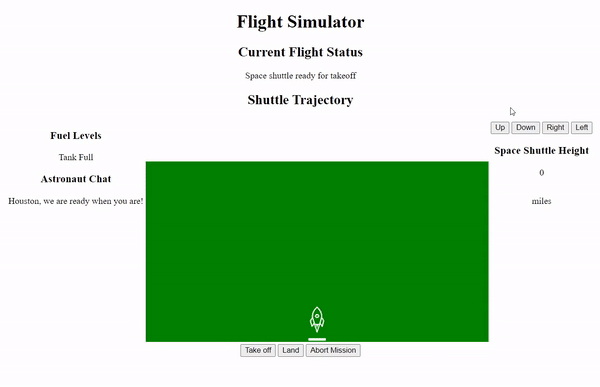 Flight Simulator
Current Flight Status
Space shuttle ready for takeoff
Shuttle Trajectory
Fuel Levels
Tank Full
Astronaut Chat
Houston, we are ready when you are!
Up Down Right Left
Space Shuttle Height
0
miles
Take off Land Abort Mission